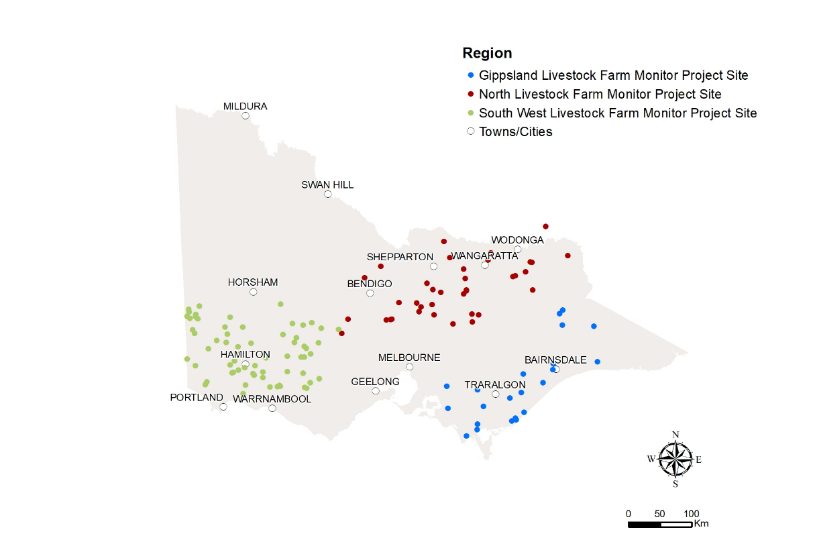 Region
Gippsland Livestock Farm Monitor Project Site
North Livestock Farm Monitor Project Site
South West Livestock Farm Monitor Project Site
Towns/Cities
MILDURA
SWAN HILL
WODONGA
SHEPPARTON
WANGARATTA
BENDIGO
HORSHAM
HAMILTON
MELBOURNE
BAIRNSDALE
GEELONG
TRARALGON
PORTLAND
WARRNAMBOOL
N
W
E
S
0 50 100
Km